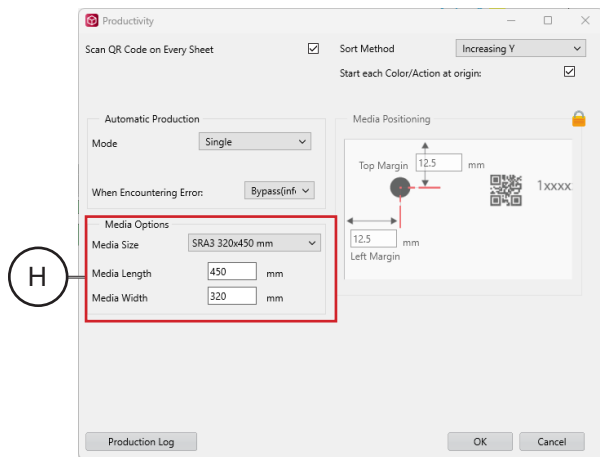 Productivity
Scan QR Code on Every Sheet
Sort Method Increasing Y
Start each Color/Action at origin:
Automatic Production
Mode Single
When Encountering Error: Bypass(info
Media Positioning
Top Margin 12.5 mm
1xxxx
12.5 mm
Left Margin
H
Media Options
Media Size SRA3 320x450 mm
Media Length 450 mm
Media Width 320 mm
Production Log
OK
Cancel